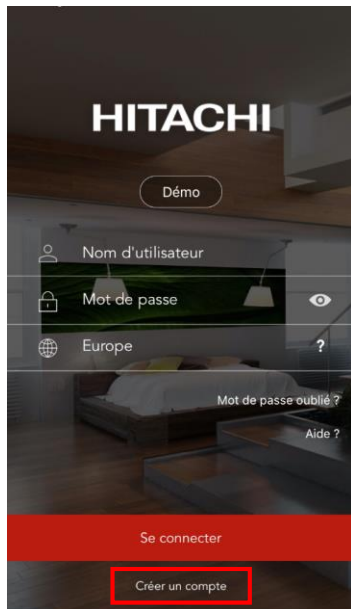 HITACHI
Démo
Nom d'utilisateur
Mot de passe
Europe ?
Mot de passe oublié ?
Aide ?
Se connecter
Créer un compte